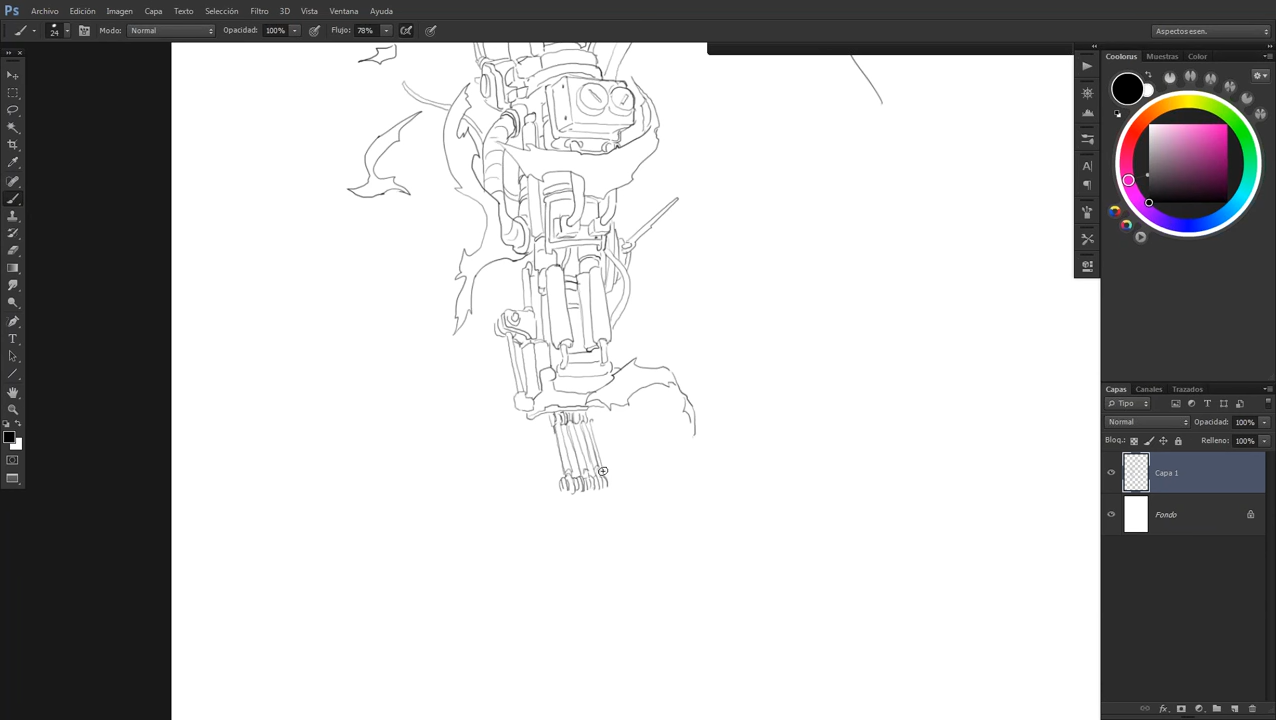 Ps Archivo Edición Imagen Capa Texto Selección Filtro 3D Vista Ventana Ayuda
24 Modo: Normal Opacidad: 100% Flujo: 78% Aspectos esen.
Coolorus Muestras Color
Capas Canales Trazados
Tipo
Normal Opacidad: 100%
Bloq.: Relleno: 100%
Capa 1
Fondo